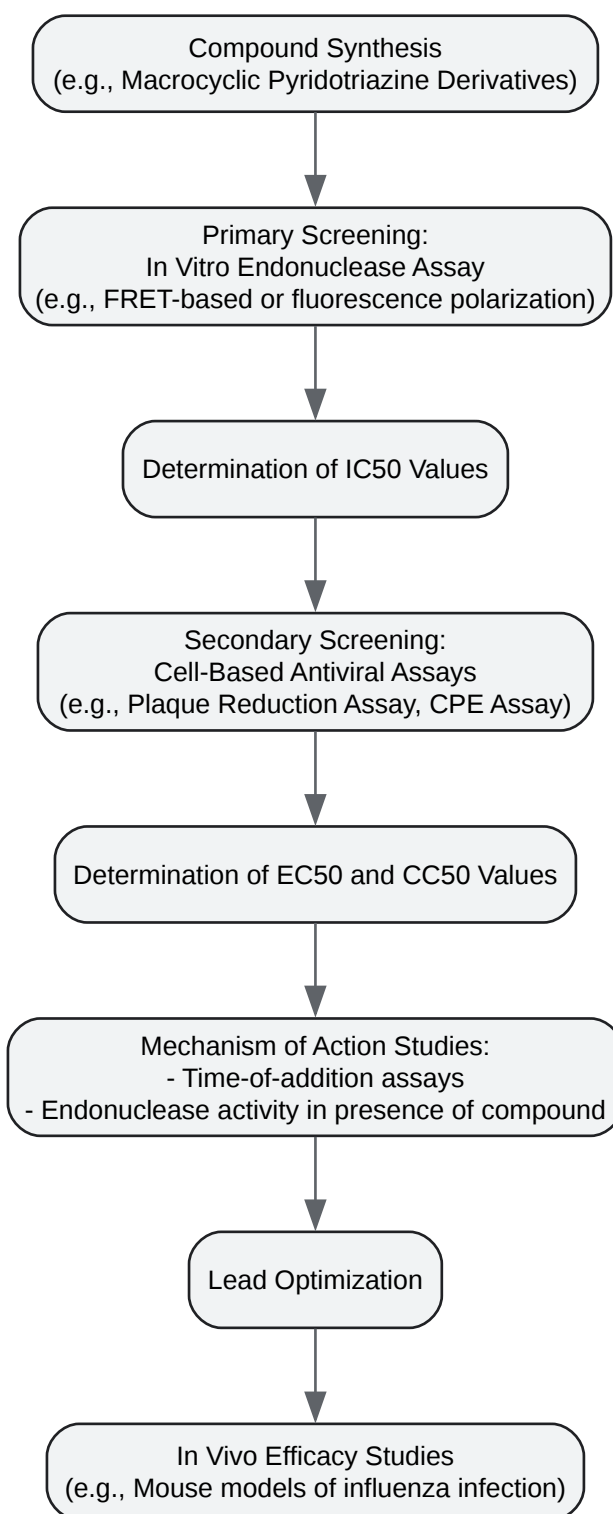 Compound Synthesis
(e.g., Macrocyclic Pyridotriazine Derivatives)
Primary Screening:
In Vitro Endonuclease Assay
(e.g., FRET-based or fluorescence polarization)
Determination of IC50 Values
Secondary Screening:
Cell-Based Antiviral Assays
(e.g., Plaque Reduction Assay, CPE Assay)
Determination of EC50 and CC50 Values
Mechanism of Action Studies:
- Time-of-addition assays
- Endonuclease activity in presence of compound
Lead Optimization
In Vivo Efficacy Studies
(e.g., Mouse models of influenza infection)